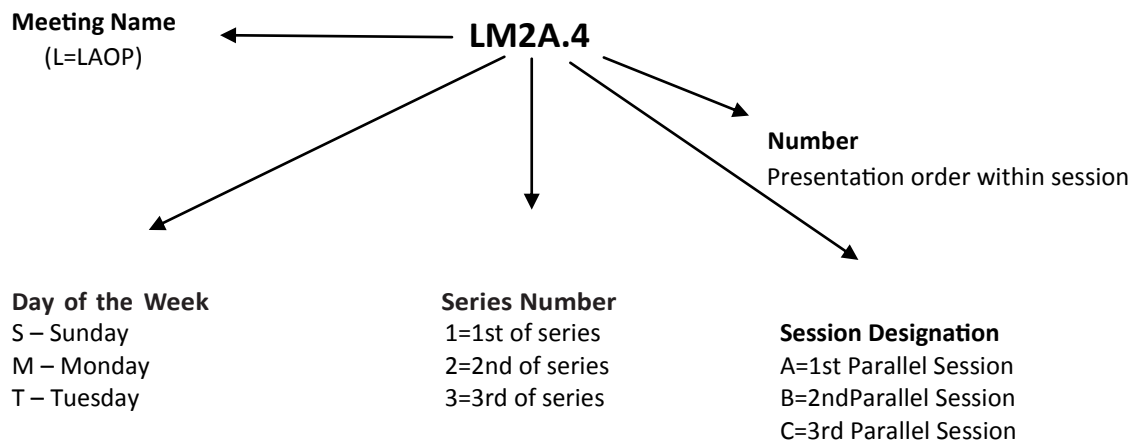 LM2A.4
Meeting Name
(L=LAOP)
Number
Presentation order within session
Day of the Week
S – Sunday
M – Monday
T – Tuesday
Series Number
1=1st of series
2=2nd of series
3=3rd of series
Session Designation
A=1st Parallel Session
B=2ndParallel Session
C=3rd Parallel Session